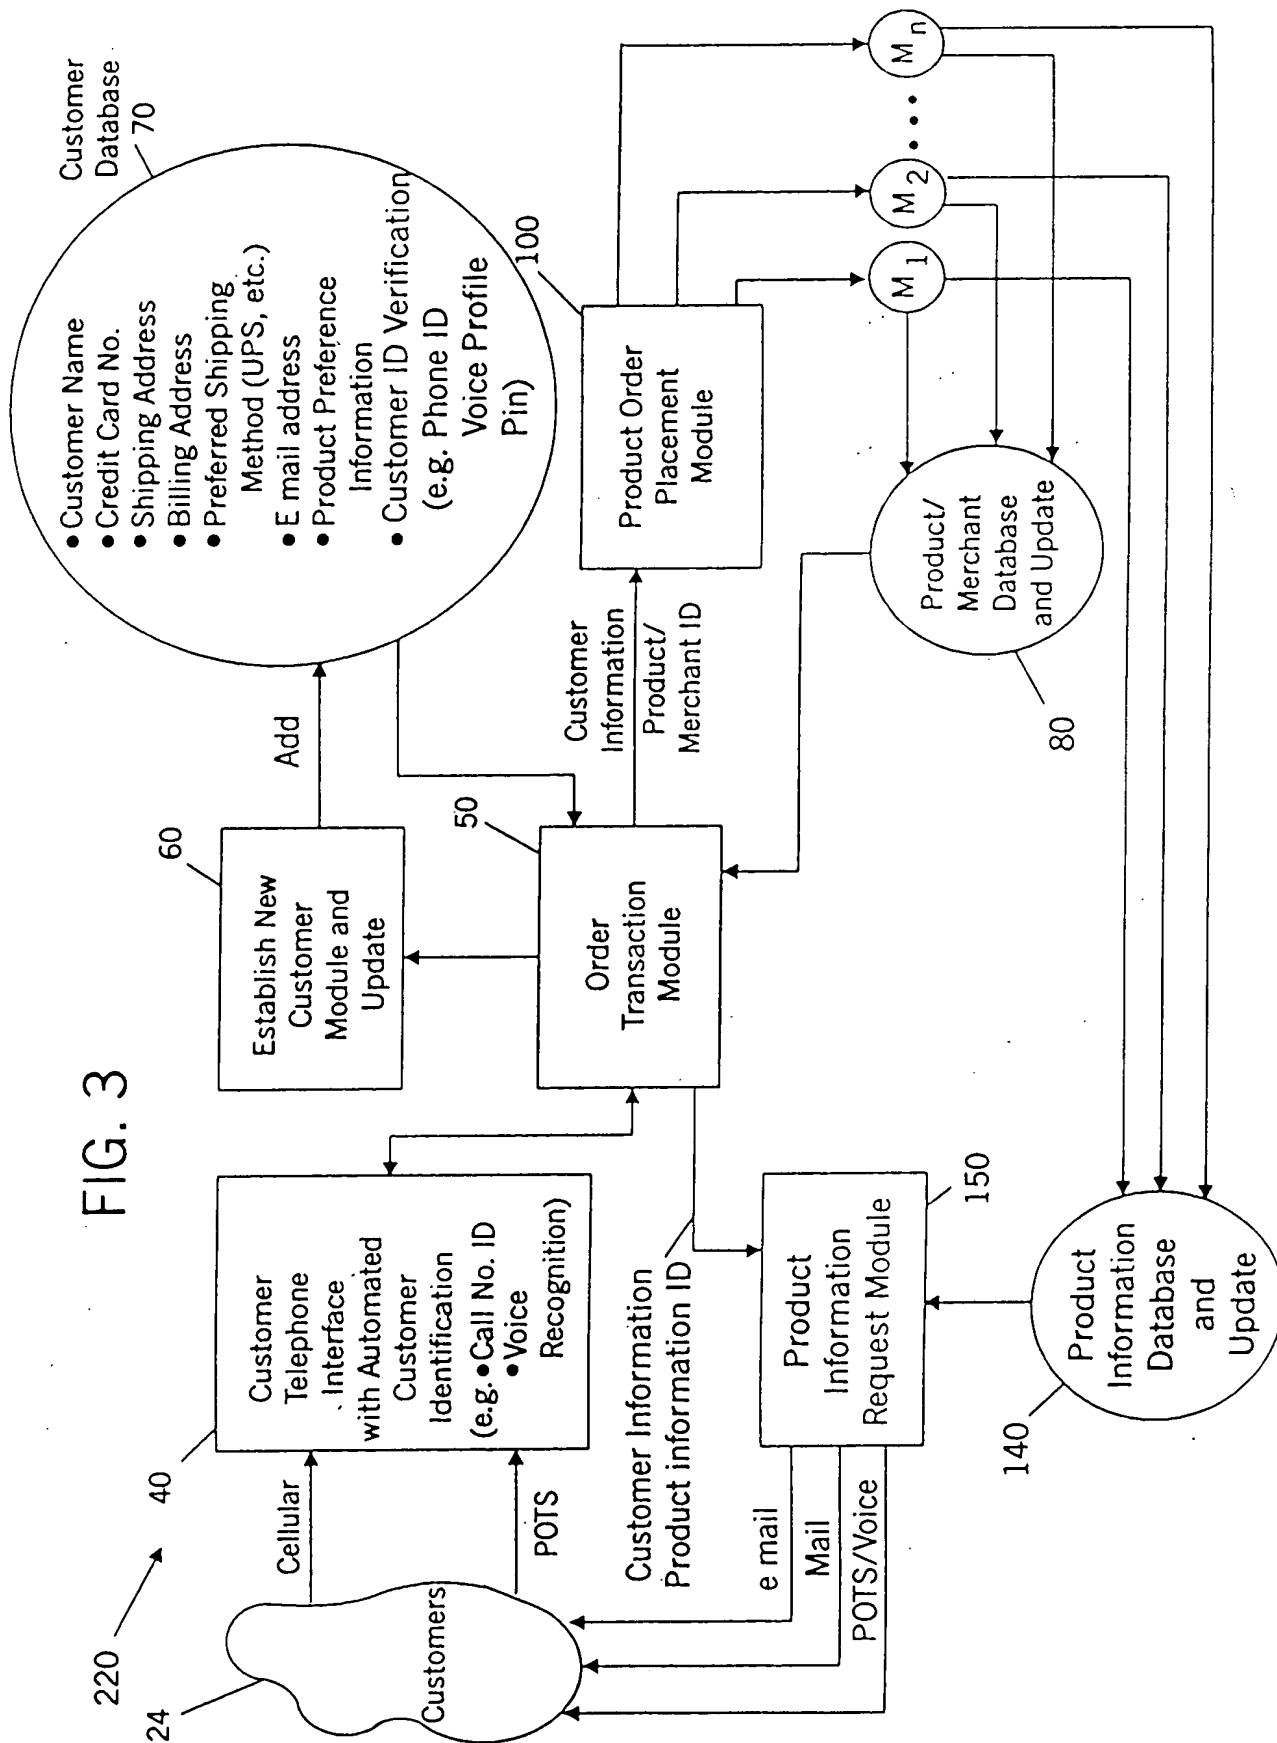 FIG. 3
220
24
Customers
Cellular
POTS
40
Customer
Telephone
Interface
with Automated
Customer
Identification
(e.g. • Call No. ID
• Voice
Recognition)
60
Establish New
Customer
Module and
Update
Add
Customer
Database
70
• Customer Name
• Credit Card No.
• Shipping Address
• Billing Address
• Preferred Shipping
Method (UPS, etc.)
• E mail address
• Product Preference
Information
• Customer ID Verification
(e.g. Phone ID
Voice Profile
Pin)
50
Order
Transaction
Module
Customer
Information
Product/
Merchant ID
100
Product Order
Placement
Module
M1
M2
• • • •
Mn
Product/
Merchant
Database
and Update
80
Customer Information
Product information ID
150
Product
Information
Request Module
e mail
Mail
POTS/Voice
140
Product
Information
Database
and
Update